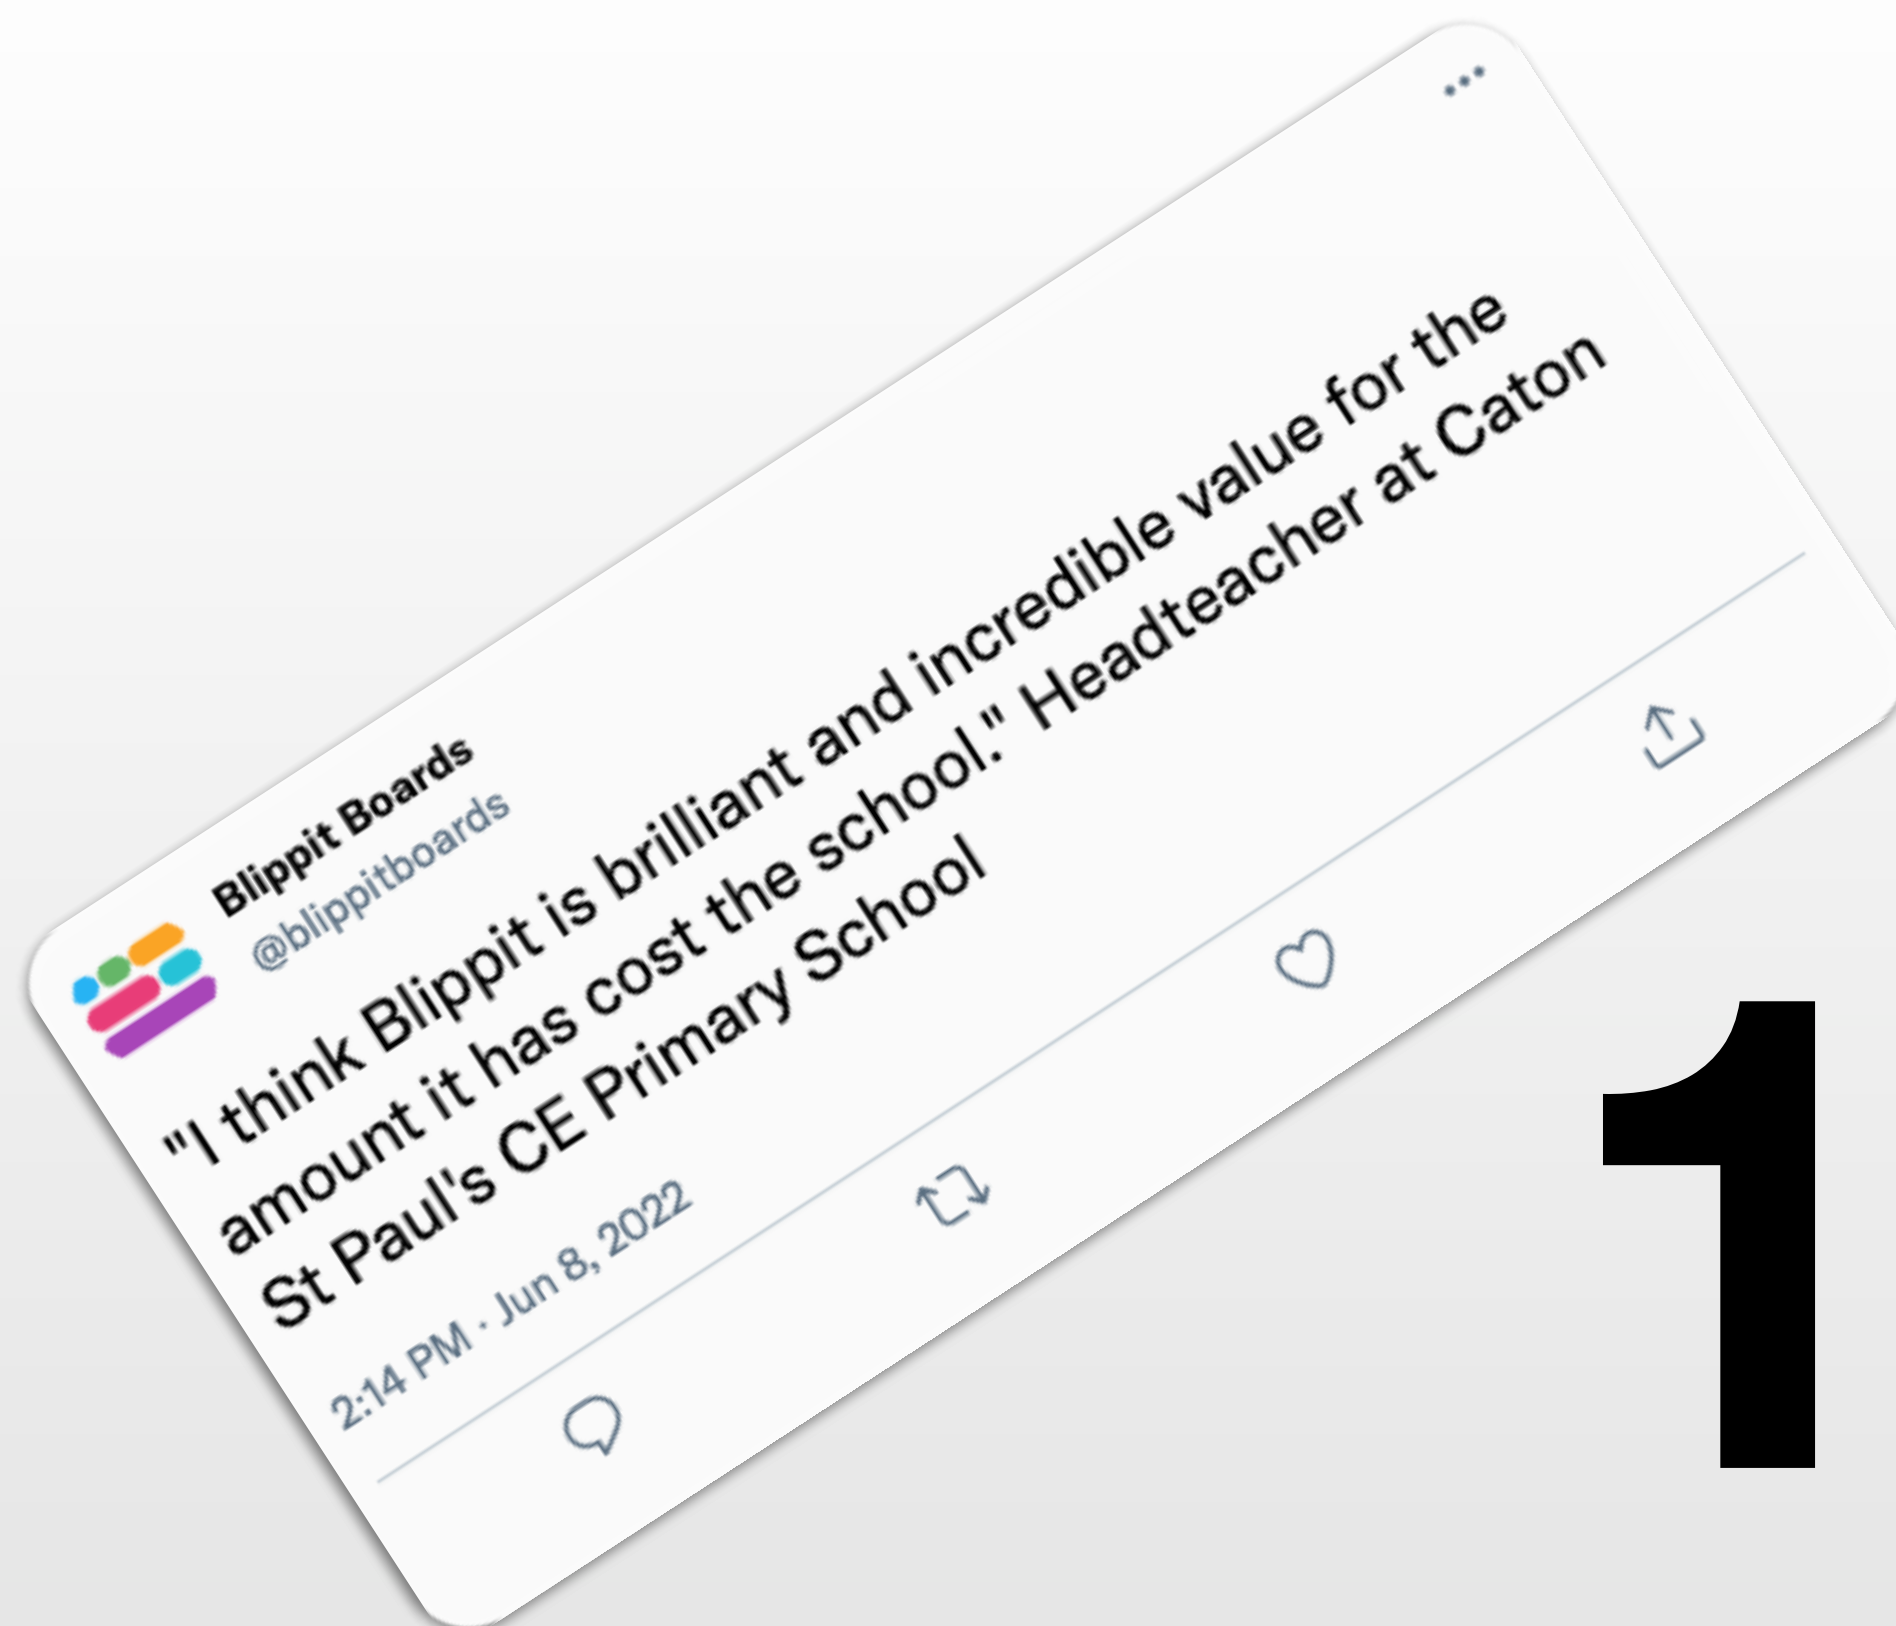 Blippit Boards
@blippitboards
"I think Blippit is brilliant and incredible value for the
amount it has cost the school." Headteacher at Caton
St Paul's CE Primary School
2:14 PM · Jun 8, 2022
1